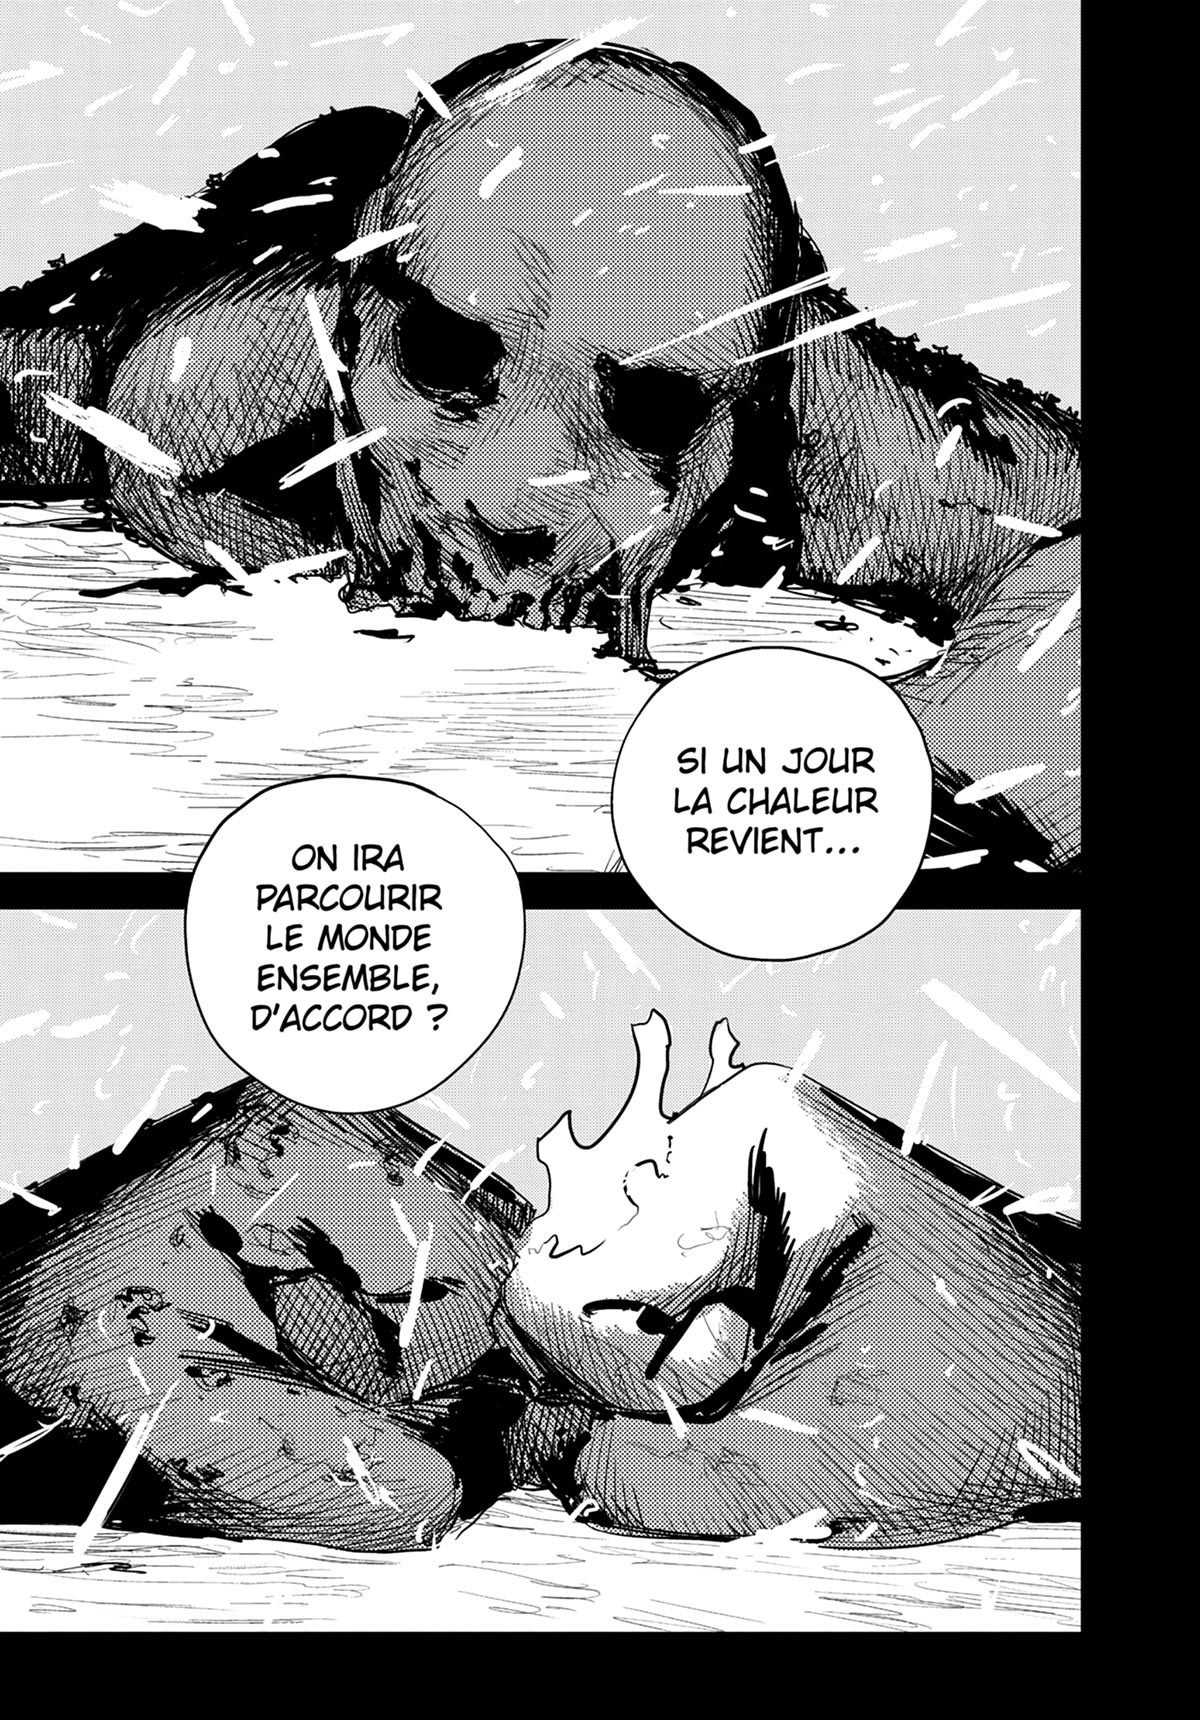 SI UN JOUR
LA CHALEUR
REVIENT...
ON IRA
PARCOURIR
LE MONDE
ENSEMBLE,
D'ACCORD ?